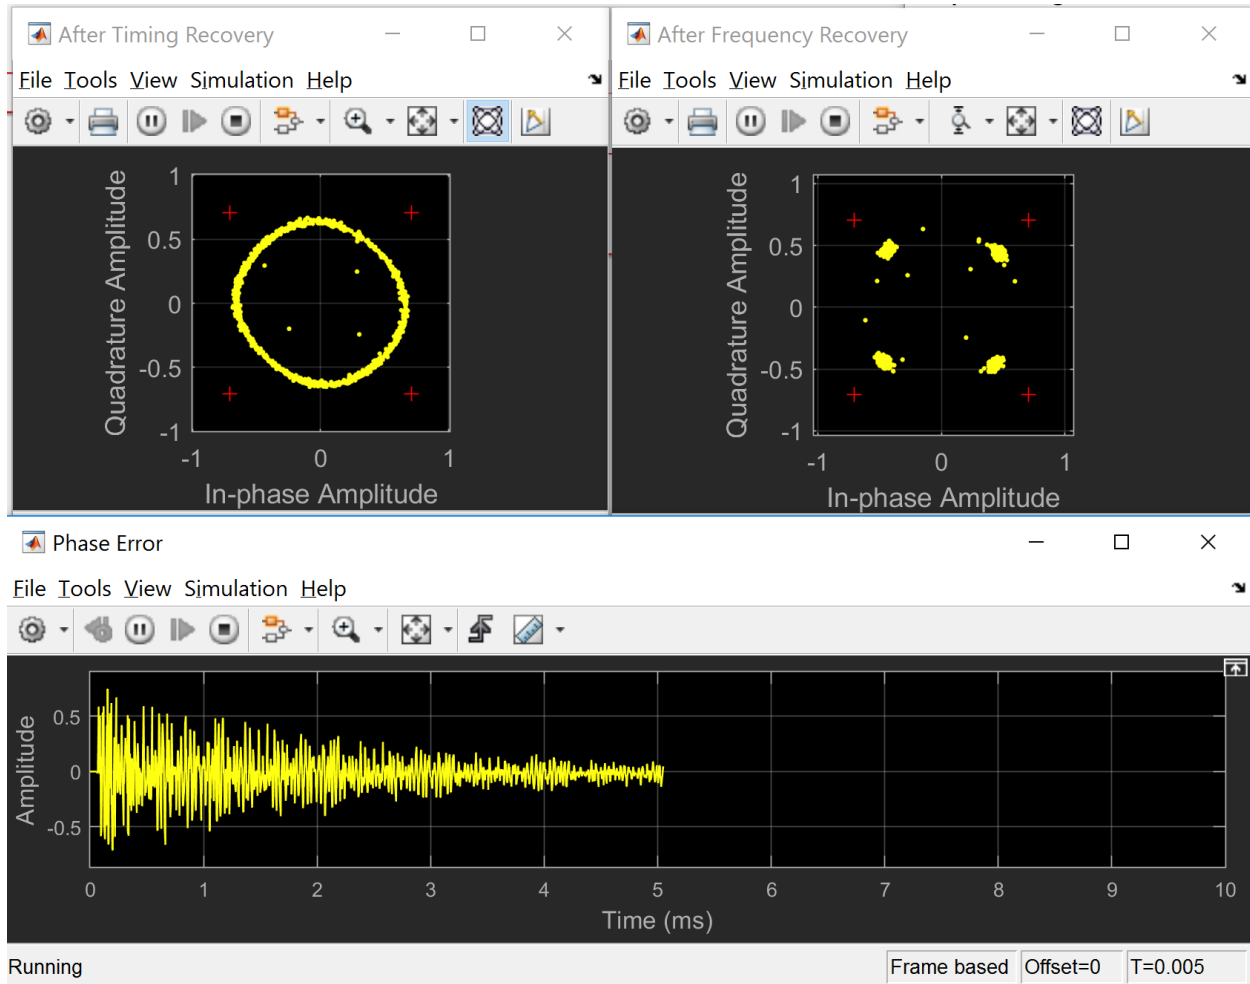 After Timing Recovery
File Tools View Simulation Help
1
0.5
0
-0.5
-1
Quadrature Amplitude
-1 0 1
In-phase Amplitude
After Frequency Recovery
File Tools View Simulation Help
1
0.5
0
-0.5
-1
Quadrature Amplitude
-1 0 1
In-phase Amplitude
Phase Error
File Tools View Simulation Help
0.5
0
-0.5
Amplitude
0 1 2 3 4 5 6 7 8 9 10
Time (ms)
Running Frame based Offset=0 T=0.005